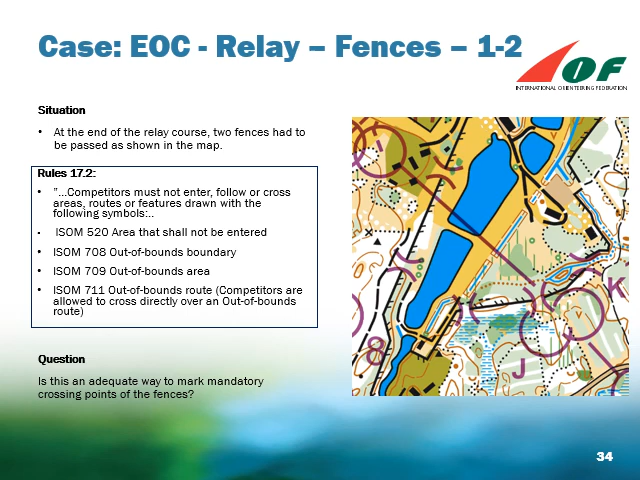 Case: EOC - Relay – Fences – 1-2
IOF
INTERNATIONAL ORIENTEERING FEDERATION
Situation
• At the end of the relay course, two fences had to
be passed as shown in the map.
Rules 17.2:
• "...Competitors must not enter, follow or cross
areas, routes or features drawn with the
following symbols:..
• ISOM 520 Area that shall not be entered
• ISOM 708 Out-of-bounds boundary
• ISOM 709 Out-of-bounds area
• ISOM 711 Out-of-bounds route (Competitors are
allowed to cross directly over an Out-of-bounds
route)
K
8
J
Question
Is this an adequate way to mark mandatory
crossing points of the fences?
34